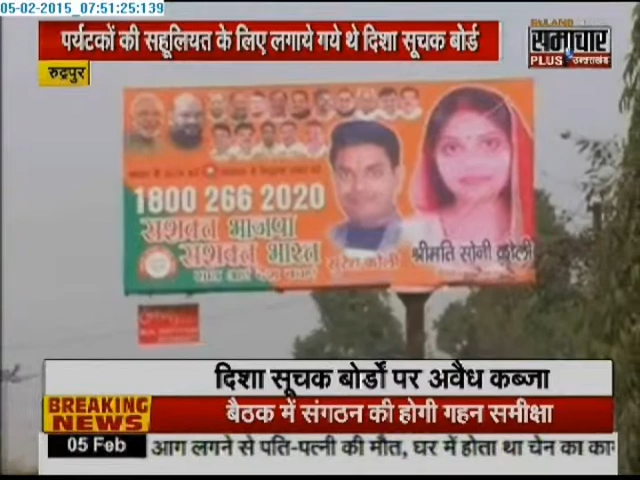 05-02-2015_07:51:25:139
पर्यटकों की सहूलियत के लिए लगाये गये थे दिशा सूचक बोर्ड
समाचार
PLUS
उत्तराखण्ड
रुद्रपुर
1800 266 2020
सशक्त भाजपा
सशक्त भारत
श्रीमति सोनी कोली
दिशा सूचक बोर्डों पर अवैध कब्जा
BREAKING NEWS
बैठक में संगठन की होगी गहन समीक्षा
05 Feb
आग लगने से पति-पत्नी की मौत, घर में होता था चेन का का